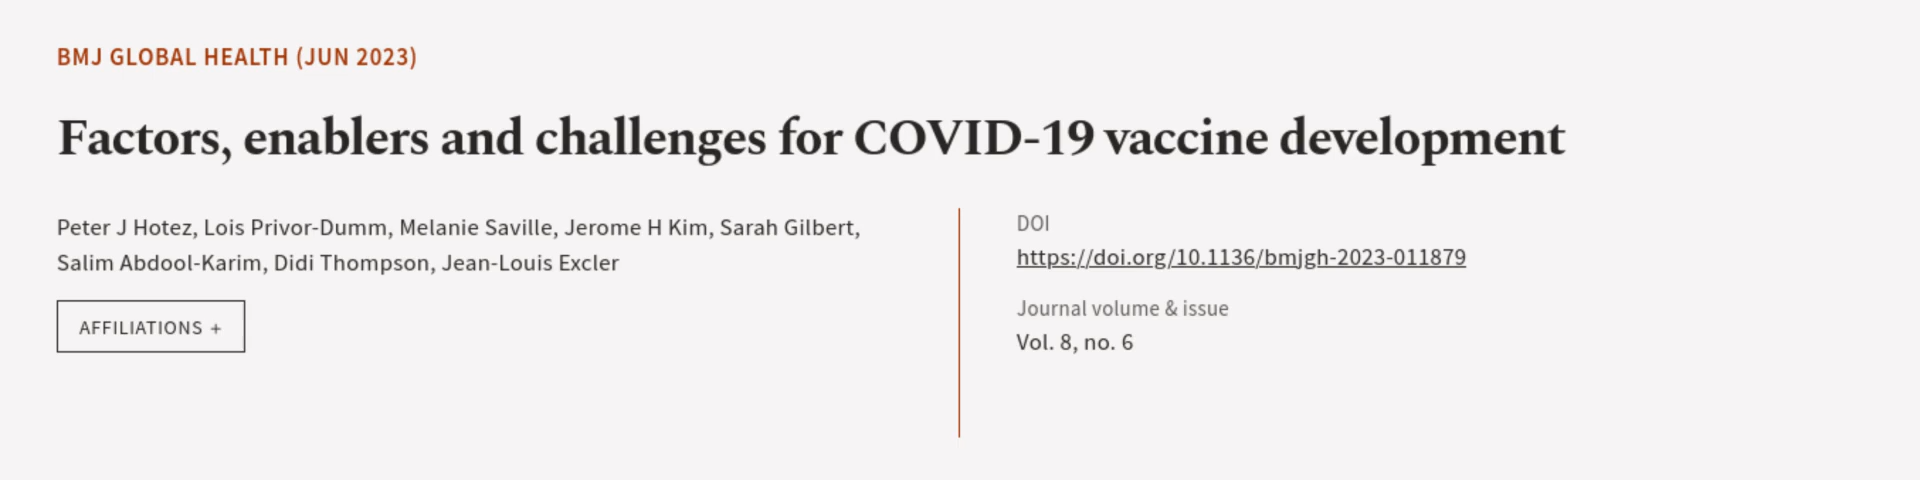 BMJ GLOBAL HEALTH (JUN 2023)
Factors, enablers and challenges for COVID-19 vaccine development
Peter J Hotez, Lois Privor-Dumm, Melanie Saville, Jerome H Kim, Sarah Gilbert,
Salim Abdool-Karim, Didi Thompson, Jean-Louis Excler
AFFILIATIONS +
DOI
https://doi.org/10.1136/bmjgh-2023-011879
Journal volume & issue
Vol. 8, no. 6